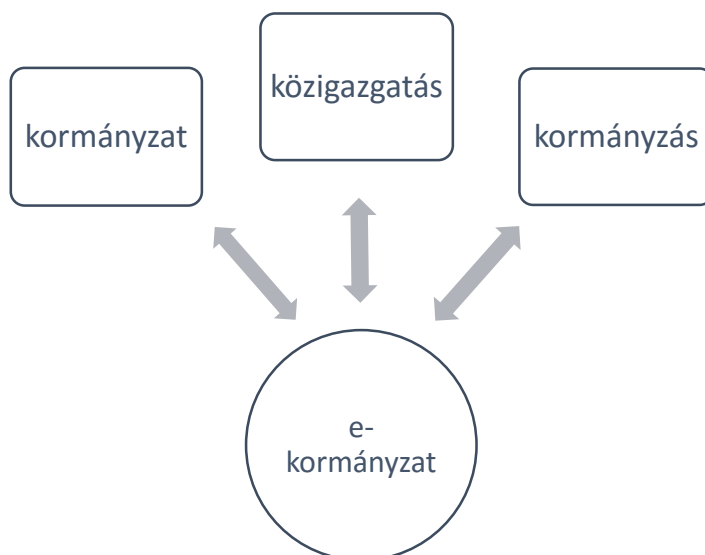 kormányzat
közigazgatás
kormányzás
e-
kormányzat